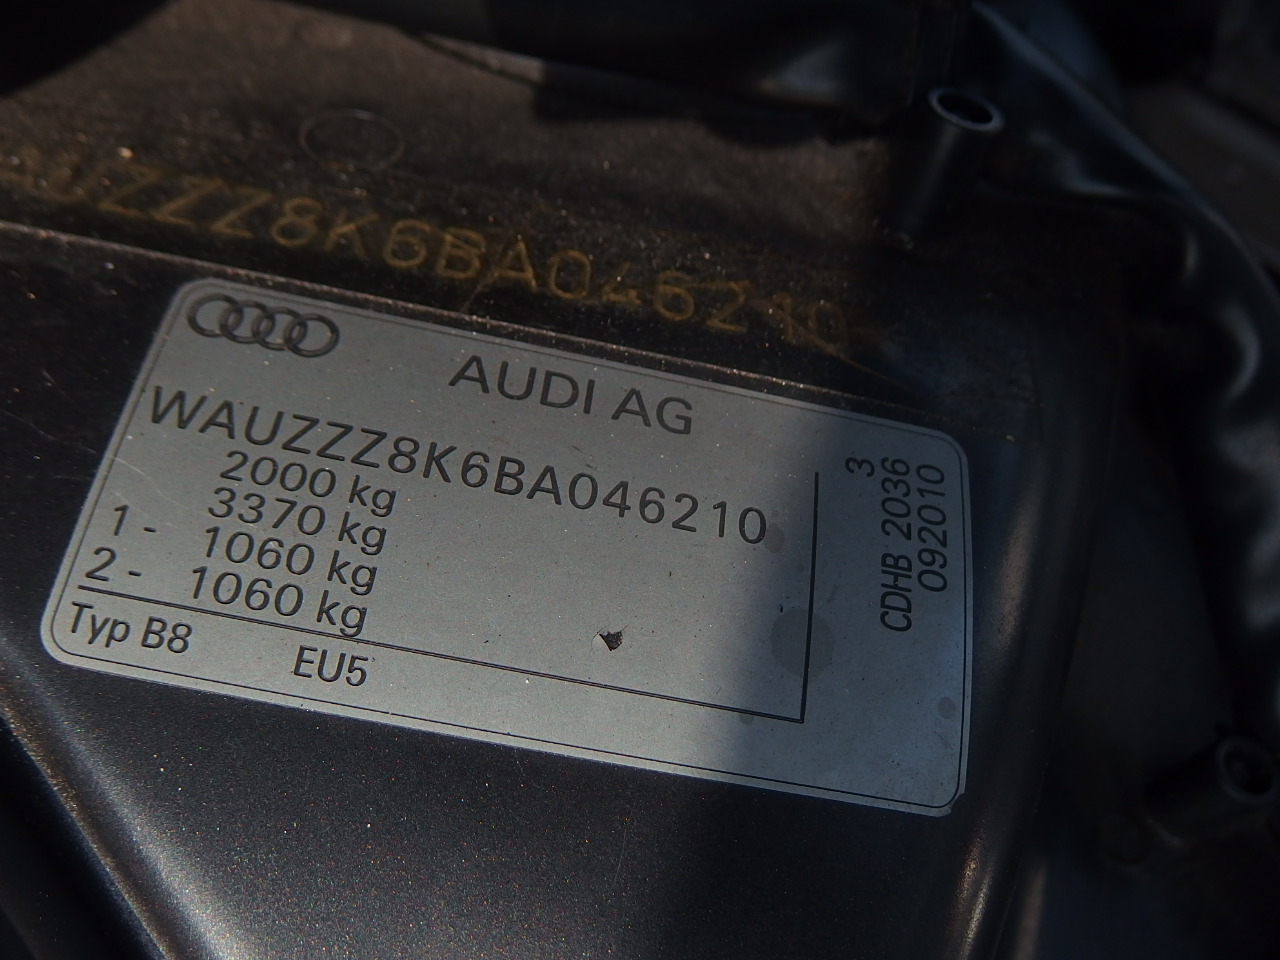 UZZZ8K6BA046210
AUDI AG
WAUZZZ8K6BA046210
2000 kg
3370 kg
1 - 1060 kg
2 - 1060 kg
Typ B8 EU5
3
CDHB 2036
092010